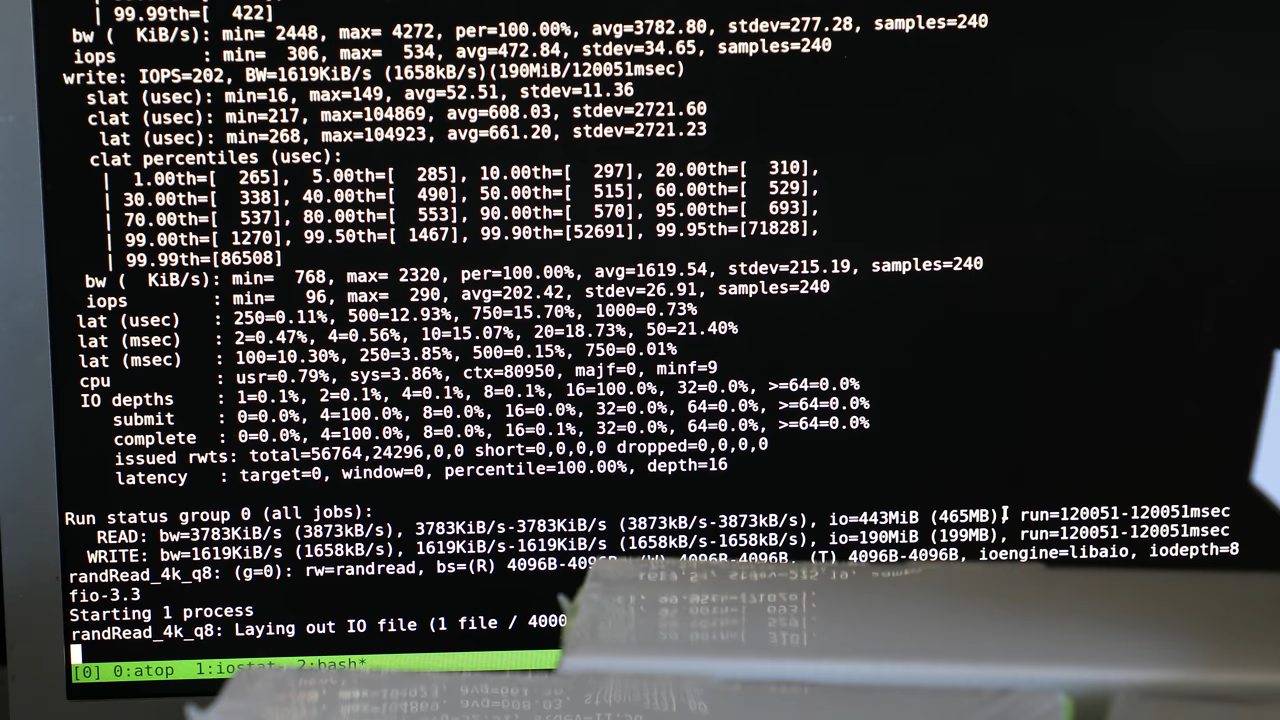 | 99.99th=[  422]
bw (  KiB/s): min= 2448, max= 4272, per=100.00%, avg=3782.80, stdev=277.28, samples=240
iops        : min=  306, max=  534, avg=472.84, stdev=34.65, samples=240
write: IOPS=202, BW=1619KiB/s (1658kB/s)(190MiB/120051msec)
slat (usec): min=16, max=149, avg=52.51, stdev=11.36
clat (usec): min=217, max=104869, avg=608.03, stdev=2721.60
lat (usec): min=268, max=104923, avg=661.20, stdev=2721.23
clat percentiles (usec):
|  1.00th=[  265],  5.00th=[  285], 10.00th=[  297], 20.00th=[  310],
| 30.00th=[  338], 40.00th=[  490], 50.00th=[  515], 60.00th=[  529],
| 70.00th=[  537], 80.00th=[  553], 90.00th=[  570], 95.00th=[  693],
| 99.00th=[ 1270], 99.50th=[ 1467], 99.90th=[52691], 99.95th=[71828],
| 99.99th=[86508]
bw (  KiB/s): min=  768, max= 2320, per=100.00%, avg=1619.54, stdev=215.19, samples=240
iops        : min=   96, max=  290, avg=202.42, stdev=26.91, samples=240
lat (usec)   : 250=0.11%, 500=12.93%, 750=15.70%, 1000=0.73%
lat (msec)   : 2=0.47%, 4=0.56%, 10=15.07%, 20=18.73%, 50=21.40%
lat (msec)   : 100=10.30%, 250=3.85%, 500=0.15%, 750=0.01%
cpu          : usr=0.79%, sys=3.86%, ctx=80950, majf=0, minf=9
IO depths    : 1=0.1%, 2=0.1%, 4=0.1%, 8=0.1%, 16=100.0%, 32=0.0%, >=64=0.0%
submit    : 0=0.0%, 4=100.0%, 8=0.0%, 16=0.0%, 32=0.0%, 64=0.0%, >=64=0.0%
complete  : 0=0.0%, 4=100.0%, 8=0.0%, 16=0.1%, 32=0.0%, 64=0.0%, >=64=0.0%
issued rwts: total=56764,24296,0,0 short=0,0,0,0 dropped=0,0,0,0
latency   : target=0, window=0, percentile=100.00%, depth=16
Run status group 0 (all jobs):
READ: bw=3783KiB/s (3873kB/s), 3783KiB/s-3783KiB/s (3873kB/s-3873kB/s), io=443MiB (465MB), run=120051-120051msec
WRITE: bw=1619KiB/s (1658kB/s), 1619KiB/s-1619KiB/s (1658kB/s-1658kB/s), io=190MiB (199MB), run=120051-120051msec
randRead_4k_q8: (g=0): rw=randread, bs=(R) 4096B-4096B, (W) 4096B-4096B, (T) 4096B-4096B, ioengine=libaio, iodepth=8
fio-3.3
Starting 1 process
randRead_4k_q8: Laying out IO file (1 file / 4000
[0] 0:atop  1:iostat- 2:bash*